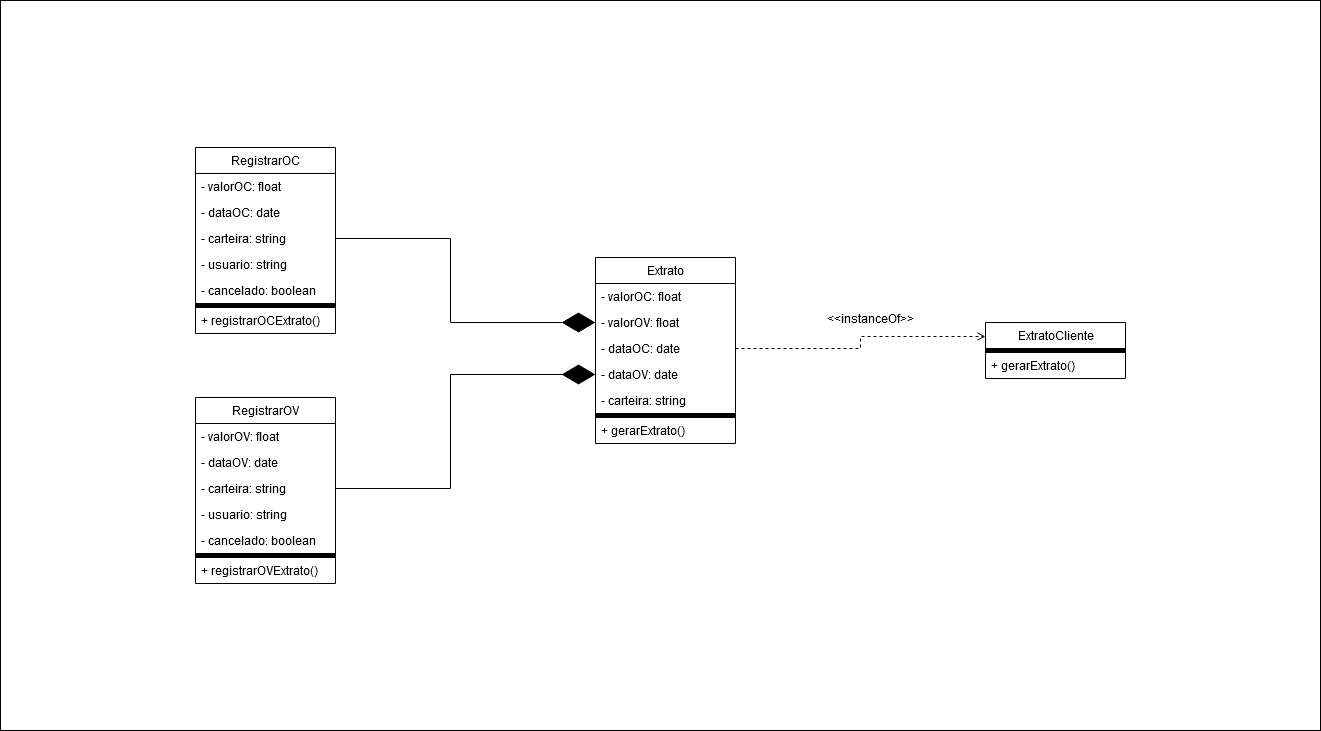 RegistrarOC
- valorOC: float
- dataOC: date
- carteira: string
- usuario: string
- cancelado: boolean
+ registrarOCExtrato()
RegistrarOV
- valorOV: float
- dataOV: date
- carteira: string
- usuario: string
- cancelado: boolean
+ registrarOVExtrato()
Extrato
- valorOC: float
- valorOV: float
- dataOC: date
- dataOV: date
- carteira: string
+ gerarExtrato()
<<instanceOf>>
ExtratoCliente
+ gerarExtrato()